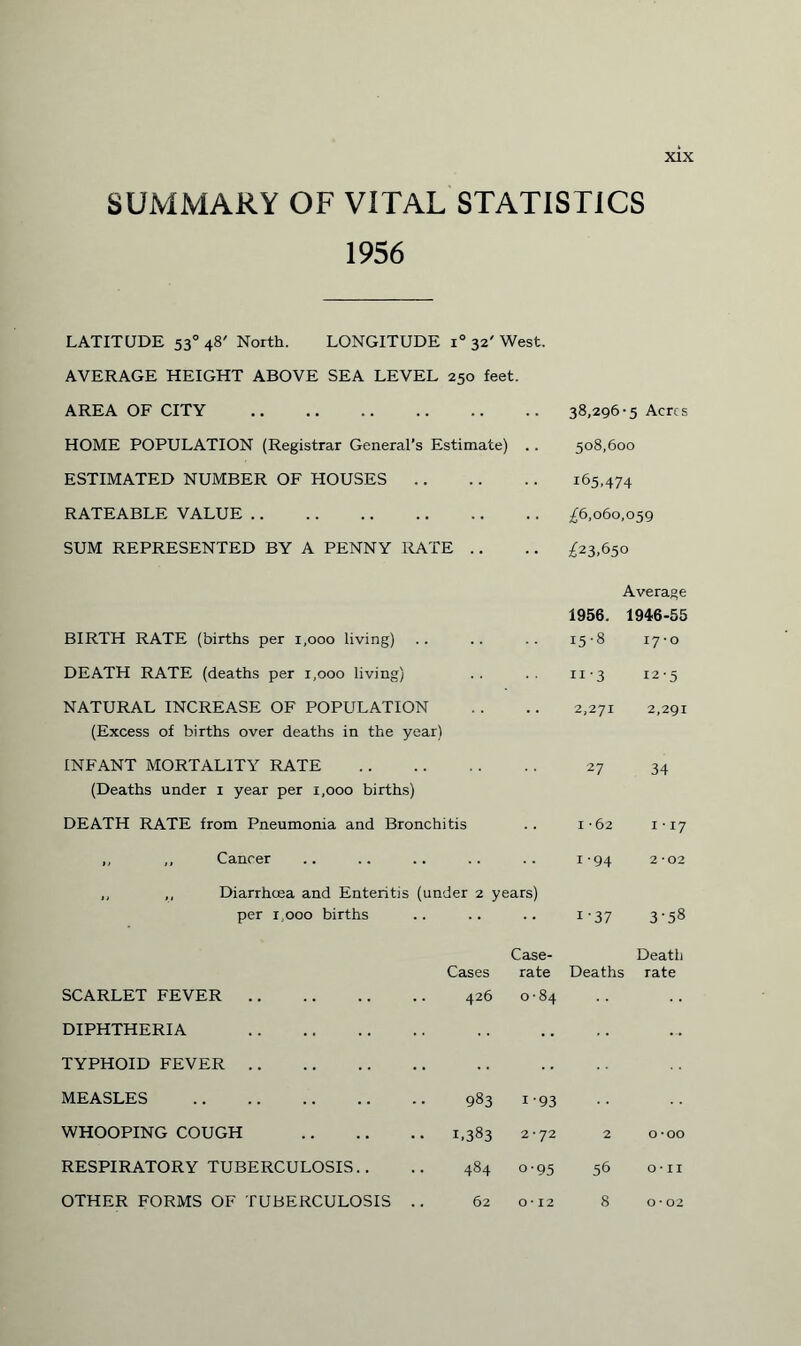 xix
SUMMARY OF VITAL STATISTICS
1956
LATITUDE 53° 48′ North. LONGITUDE 1° 32′ West.
AVERAGE HEIGHT ABOVE SEA LEVEL 250 feet.
AREA OF CITY .. .. .. .. .. .. 38,296·5 Acres
HOME POPULATION (Registrar General's Estimate) .. 508,600
ESTIMATED NUMBER OF HOUSES .. .. .. 165,474
RATEABLE VALUE .. .. .. .. .. .. £6,060,059
SUM REPRESENTED BY A PENNY RATE .. .. £23,650
Average
1956. 1946-55
BIRTH RATE (births per 1,000 living) .. .. .. 15·8 17·0
DEATH RATE (deaths per 1,000 living) .. .. 11·3 12·5
NATURAL INCREASE OF POPULATION .. .. 2,271 2,291
(Excess of births over deaths in the year)
INFANT MORTALITY RATE .. .. .. .. 27 34
(Deaths under 1 year per 1,000 births)
DEATH RATE from Pneumonia and Bronchitis .. 1·62 1·17
,, ,, Cancer .. .. .. .. .. 1·94 2·02
,, ,, Diarrhœa and Enteritis (under 2 years)
per 1,000 births .. .. .. 1·37 3·58
Case- Death
Cases rate Deaths rate
SCARLET FEVER .. .. .. .. 426 0·84 .. ..
DIPHTHERIA .. .. .. .. .. .. .. ..
TYPHOID FEVER .. .. .. .. .. .. .. ..
MEASLES .. .. .. .. .. 983 1·93 .. ..
WHOOPING COUGH .. .. .. 1,383 2·72 2 0·00
RESPIRATORY TUBERCULOSIS.. .. 484 0·95 56 0·11
OTHER FORMS OF TUBERCULOSIS .. 62 0·12 8 0·02